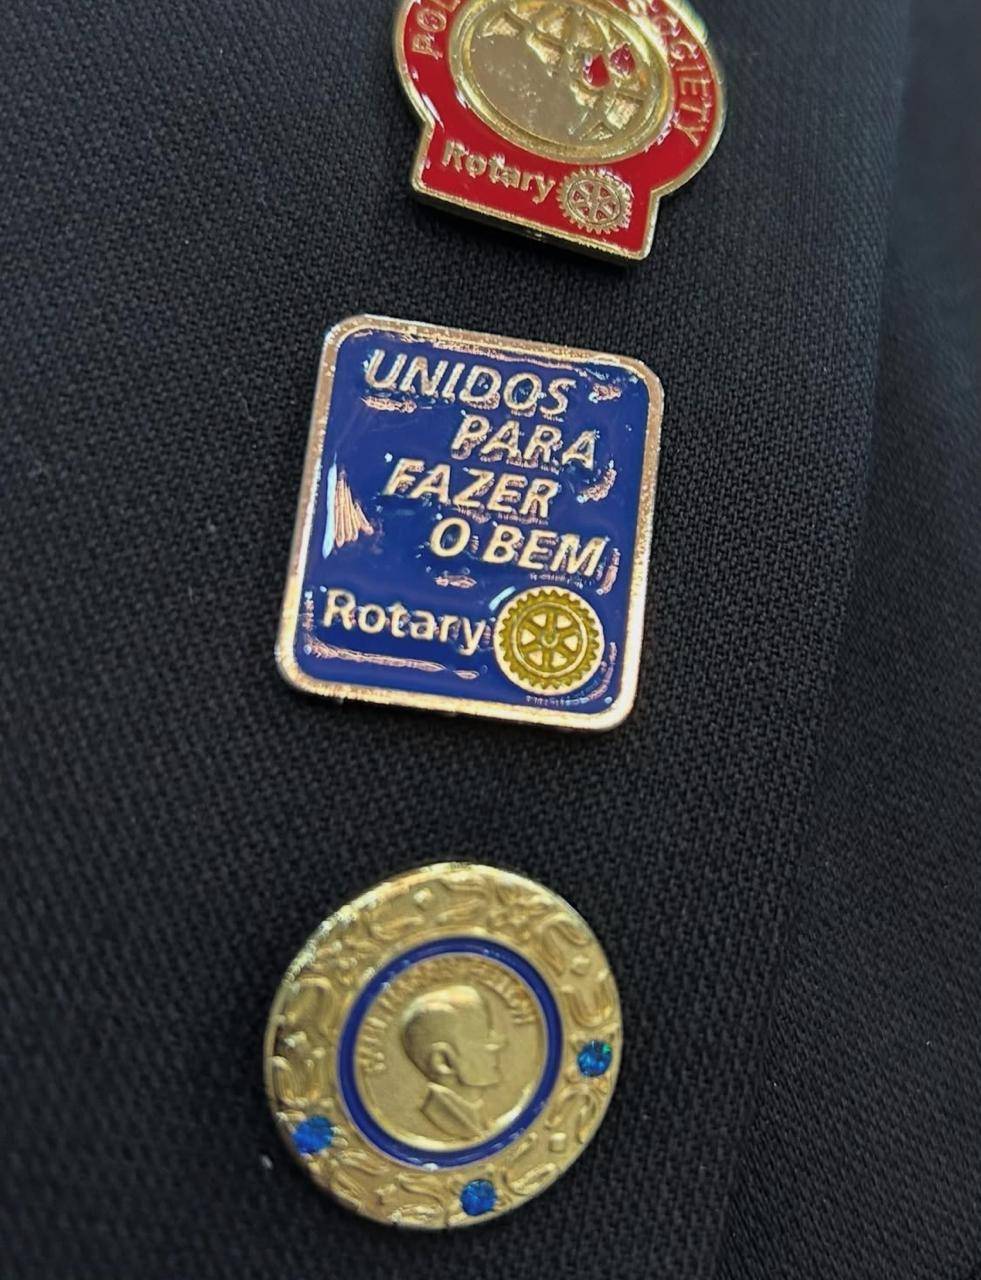 SOCIETY
Rotary
UNIDOS
PARA
FAZER
O BEM
Rotary